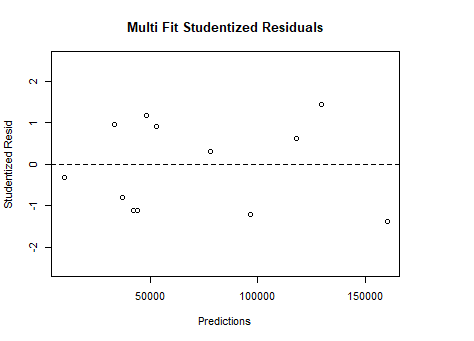 Multi Fit Studentized Residuals
Studentized Resid
2
1
0
-1
-2
50000
100000
150000
Predictions